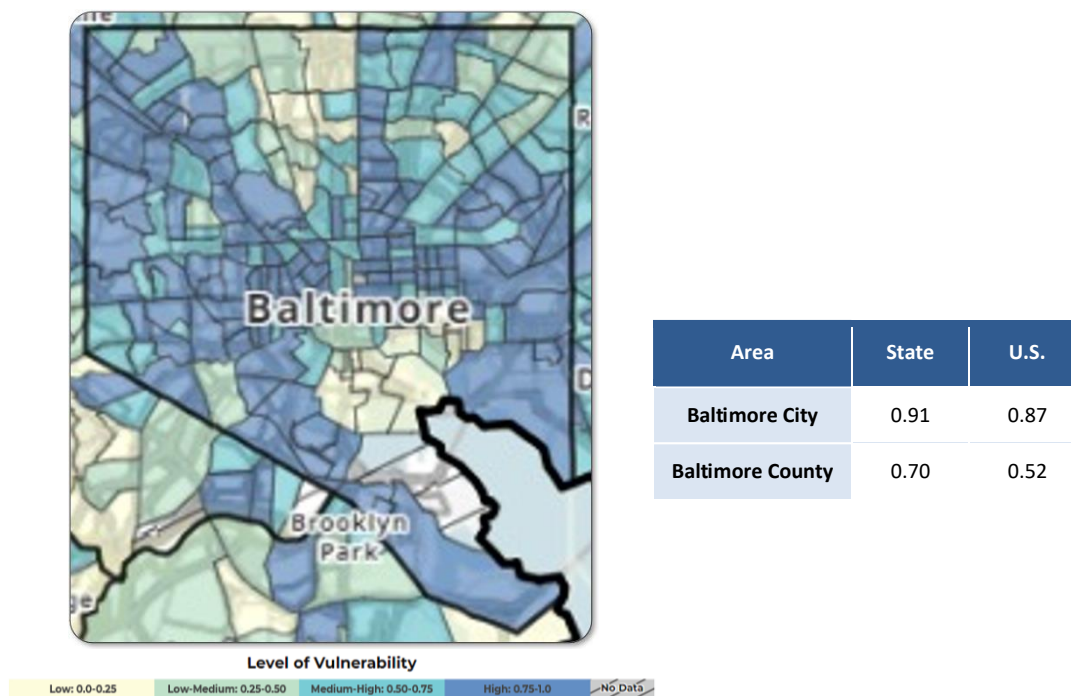 Baltimore
Brooklyn
Park
Level of Vulnerability
Low: 0.0-0.25 Low-Medium: 0.25-0.50 Medium-High: 0.50-0.75 High: 0.75-1.0 No Data
Area State U.S.
Baltimore City 0.91 0.87
Baltimore County 0.70 0.52